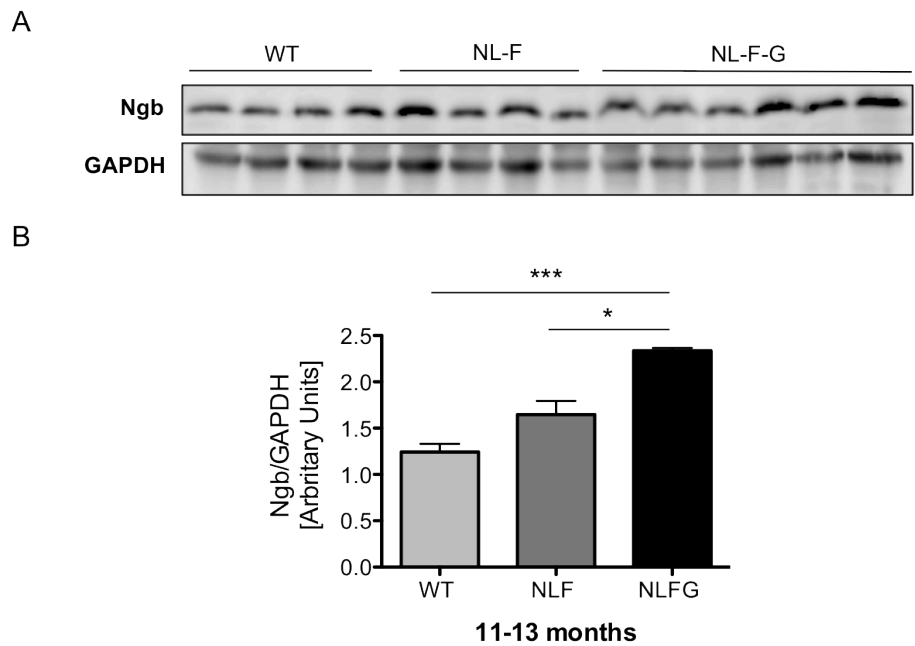 A
WT NL-F NL-F-G
Ngb
GAPDH
B
***
*
2.5
2.0
1.5
1.0
0.5
0.0
Ngb/GAPDH
[Arbritary Units]
WT NLF NLFG
11-13 months